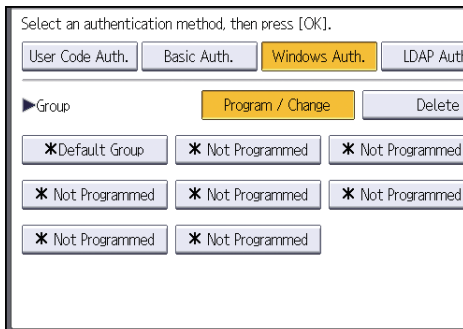 Select an authentication method, then press [OK].
User Code Auth. Basic Auth. Windows Auth. LDAP Auth
▶Group Program / Change Delete
*Default Group * Not Programmed * Not Programmed
* Not Programmed * Not Programmed * Not Programmed
* Not Programmed * Not Programmed